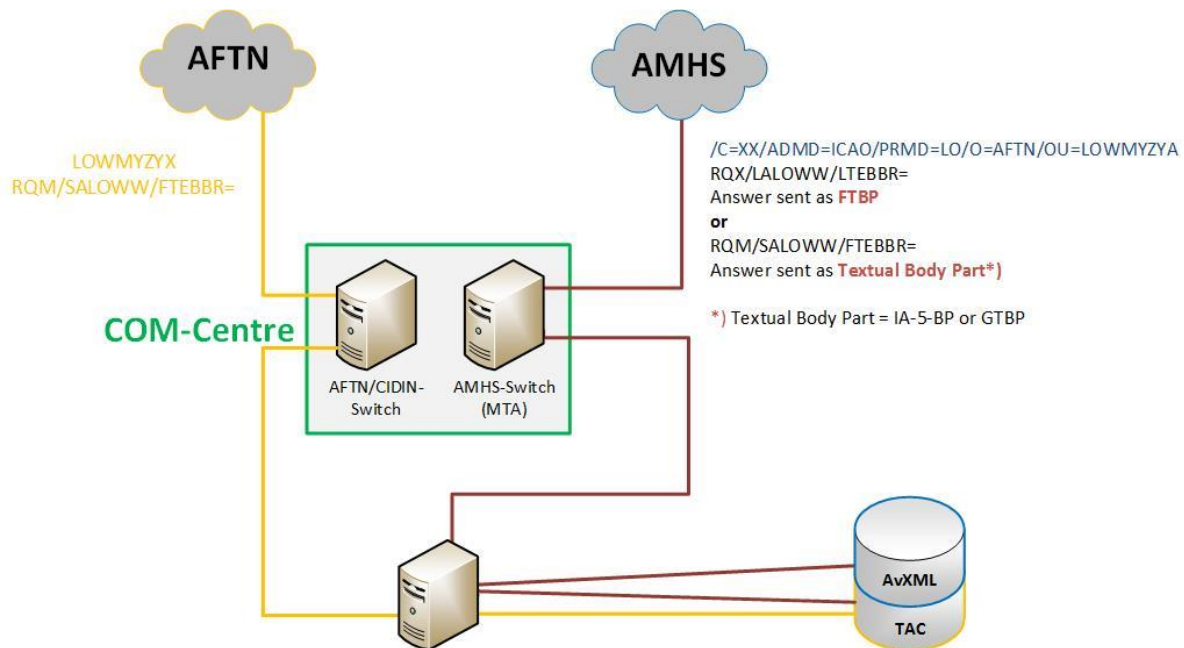 AFTN
AMHS
LOWMYZYX
RQM/SALOWW/FTEBBR=
/C=XX/ADMD=ICAO/PRMD=LO/O=AFTN/OU=LOWMYZYA
RQX/LALOWW/LTEBBR=
Answer sent as FTBP
or
RQM/SALOWW/FTEBBR=
Answer sent as Textual Body Part*)
*) Textual Body Part = IA-5-BP or GTBP
COM-Centre
AFTN/CIDIN-
Switch
AMHS-Switch
(MTA)
AvXML
TAC